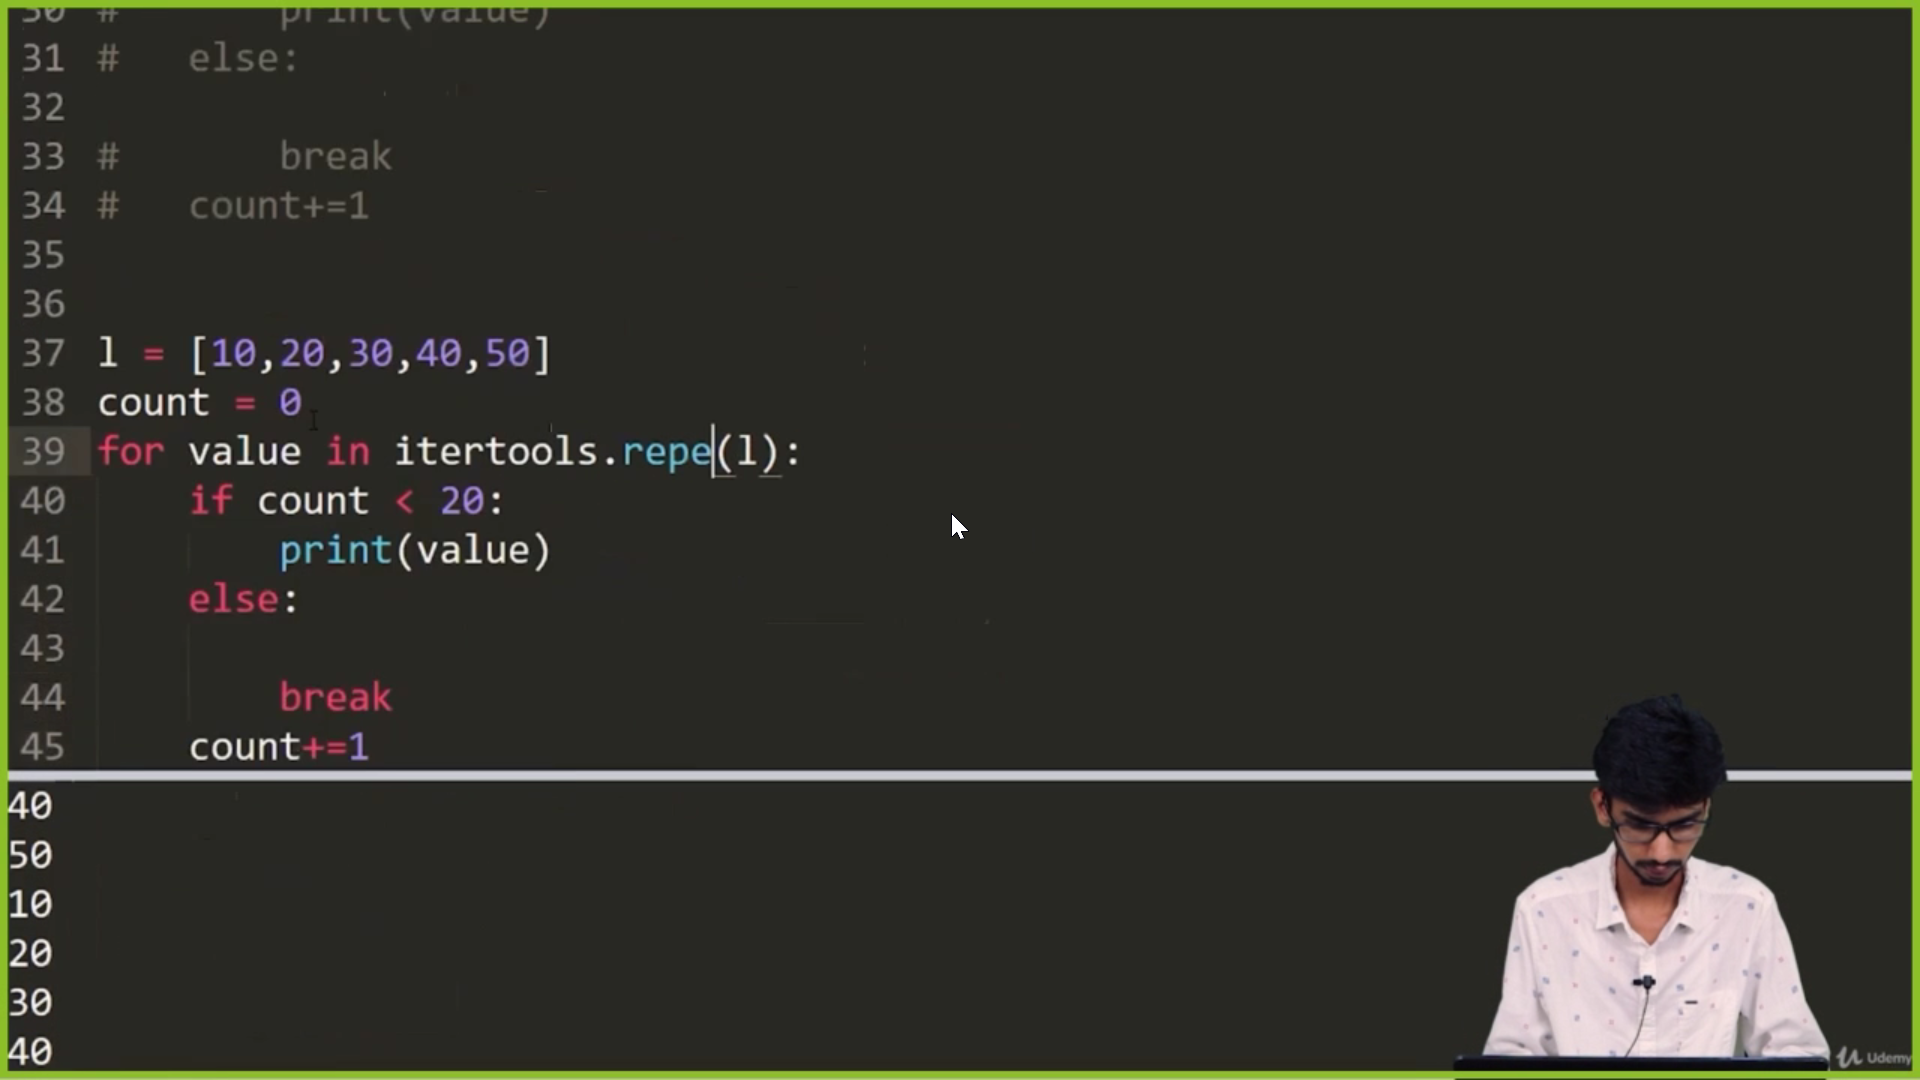 30 # print(value)
31 # else:
32
33 # break
34 # count+=1
35
36
37 l = [10,20,30,40,50]
38 count = 0
39 for value in itertools.repe(l):
40 if count < 20:
41 print(value)
42 else:
43
44 break
45 count+=1
40
50
10
20
30
40
Udemy